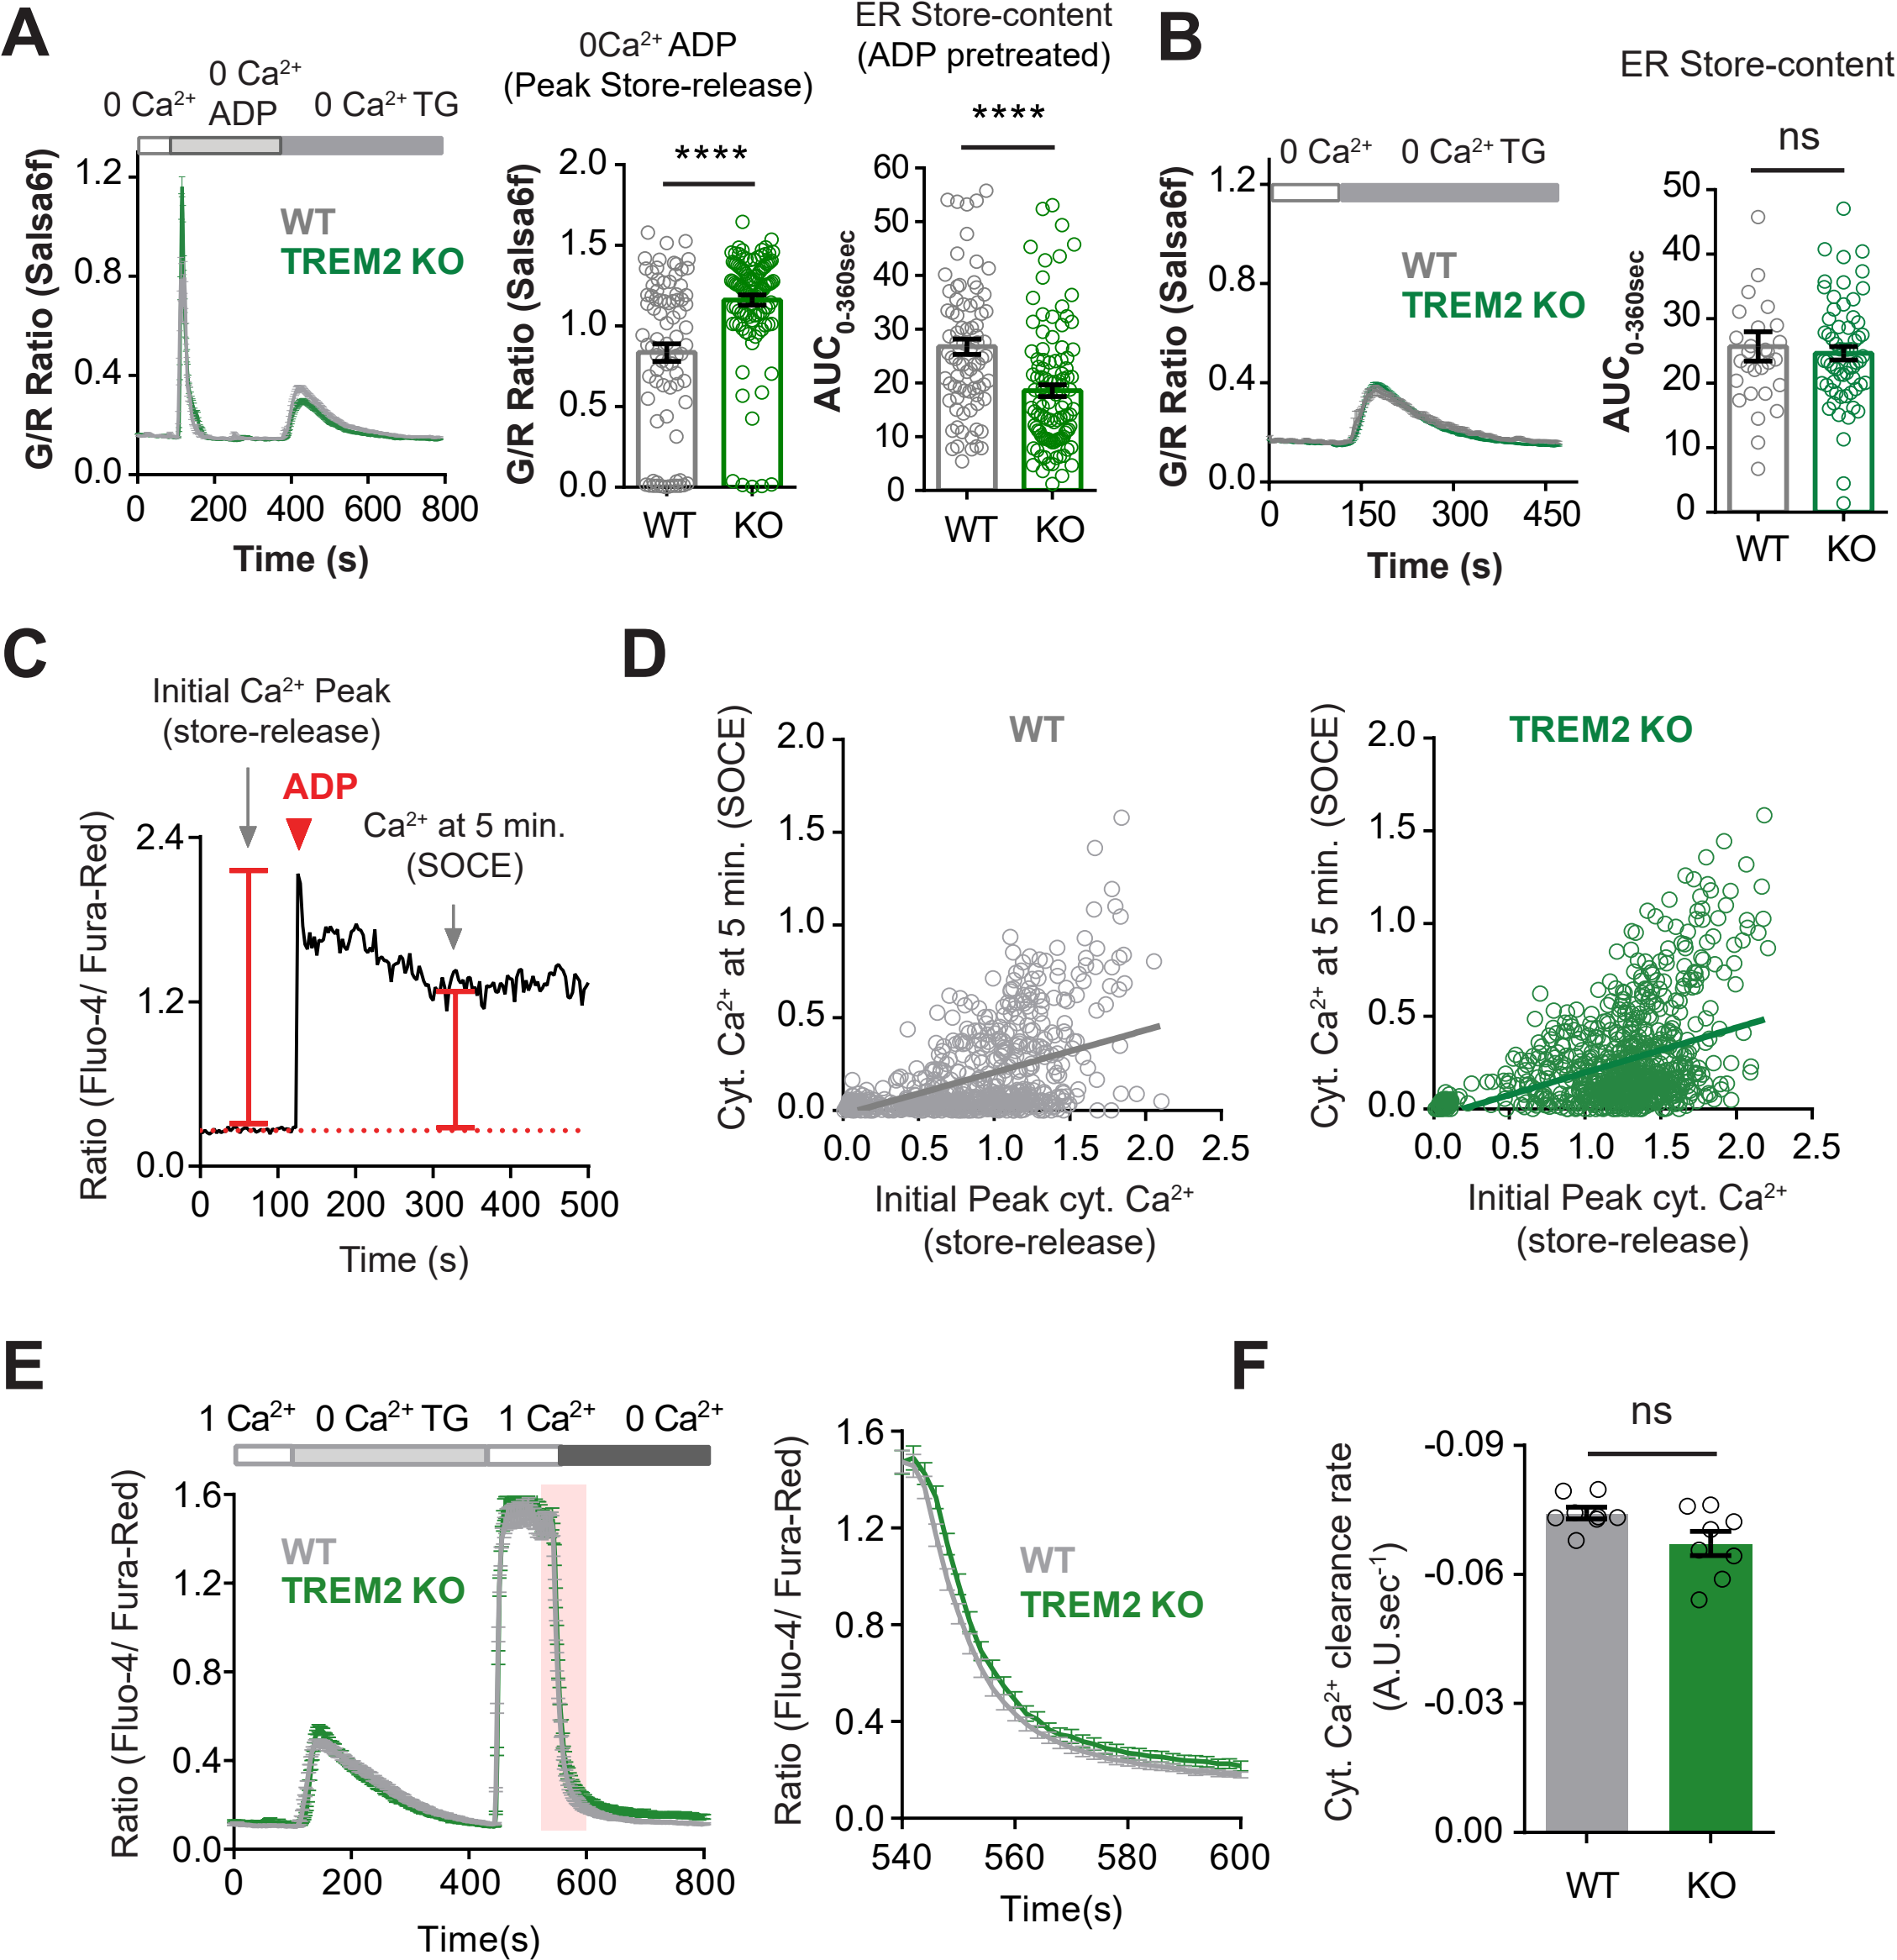 A
0 Ca²⁺
0 Ca²⁺
ADP
0 Ca²⁺ TG
G/R Ratio (Salsa6f)
1.2
0.8
0.4
0.0
WT
TREM2 KO
0
200
400
600
800
Time (s)
0Ca²⁺ ADP
(Peak Store-release)
****
G/R Ratio (Salsa6f)
2.0
1.5
1.0
0.5
0.0
WT
KO
ER Store-content
(ADP pretreated)
****
AUC0-360sec
60
50
40
30
20
10
0
WT
KO
B
0 Ca²⁺
0 Ca²⁺ TG
G/R Ratio (Salsa6f)
1.2
0.8
0.4
0.0
WT
TREM2 KO
0
150
300
450
Time (s)
ER Store-content
ns
AUC0-360sec
50
40
30
20
10
0
WT
KO
C
Initial Ca²⁺ Peak
(store-release)
ADP
Ca²⁺ at 5 min.
(SOCE)
Ratio (Fluo-4/ Fura-Red)
2.4
1.2
0.0
0
100
200
300
400
500
Time (s)
D
WT
Cyt. Ca²⁺ at 5 min. (SOCE)
2.0
1.5
1.0
0.5
0.0
0.0
0.5
1.0
1.5
2.0
2.5
Initial Peak cyt. Ca²⁺
(store-release)
TREM2 KO
Cyt. Ca²⁺ at 5 min. (SOCE)
2.0
1.5
1.0
0.5
0.0
0.0
0.5
1.0
1.5
2.0
2.5
Initial Peak cyt. Ca²⁺
(store-release)
E
1 Ca²⁺
0 Ca²⁺ TG
1 Ca²⁺
0 Ca²⁺
Ratio (Fluo-4/ Fura-Red)
1.6
1.2
0.8
0.4
0.0
WT
TREM2 KO
0
200
400
600
800
Time(s)
Ratio (Fluo-4/ Fura-Red)
1.6
1.2
0.8
0.4
0.0
WT
TREM2 KO
540
560
580
600
Time(s)
F
ns
Cyt. Ca²⁺ clearance rate
(A.U.sec⁻¹)
-0.09
-0.06
-0.03
0.00
WT
KO